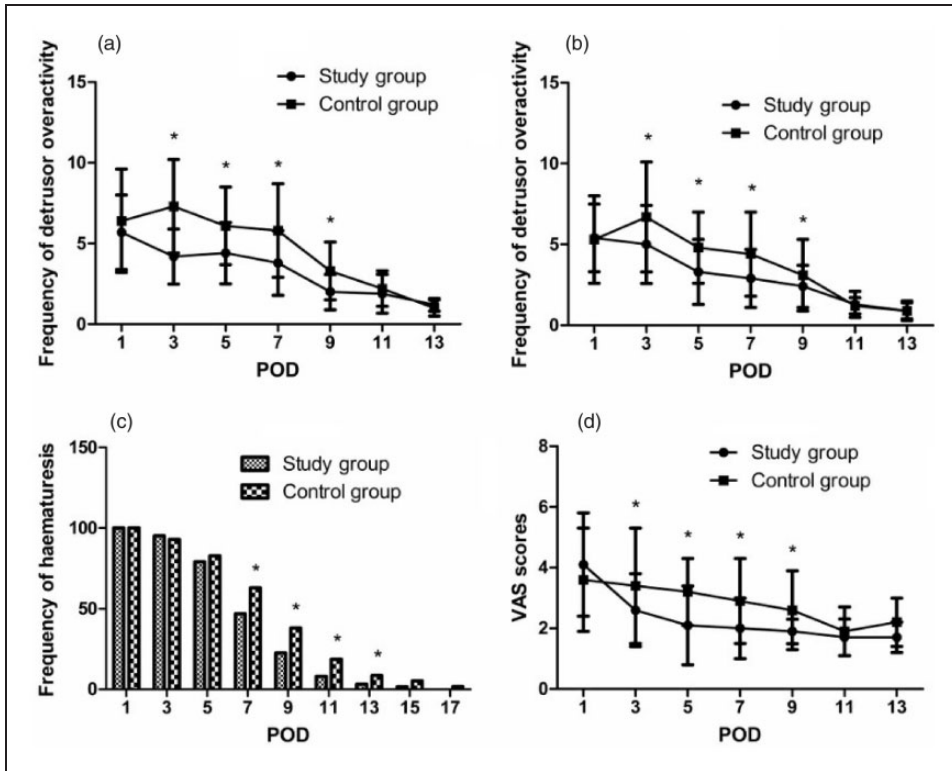 (a)
Frequency of detrusor overactivity
Study group
Control group
15
10
5
0
* * * *
1 3 5 7 9 11 13
POD
(b)
Frequency of detrusor overactivity
Study group
Control group
15
10
5
0
* * * *
1 3 5 7 9 11 13
POD
(c)
Frequency of haematuresis
Study group
Control group
150
100
50
0
* * * *
1 3 5 7 9 11 13 15 17
POD
(d)
VAS scores
Study group
Control group
8
6
4
2
0
* * * *
1 3 5 7 9 11 13
POD